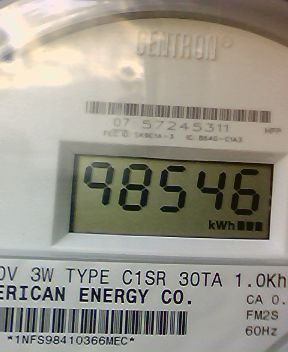 CENTRON®
07 57245311
98546
kWh
0V 3W TYPE C1SR 30TA 1.0Kh
ERICAN ENERGY CO.
CA 0.
FM2S
60Hz
*1NFS98410366MEC*